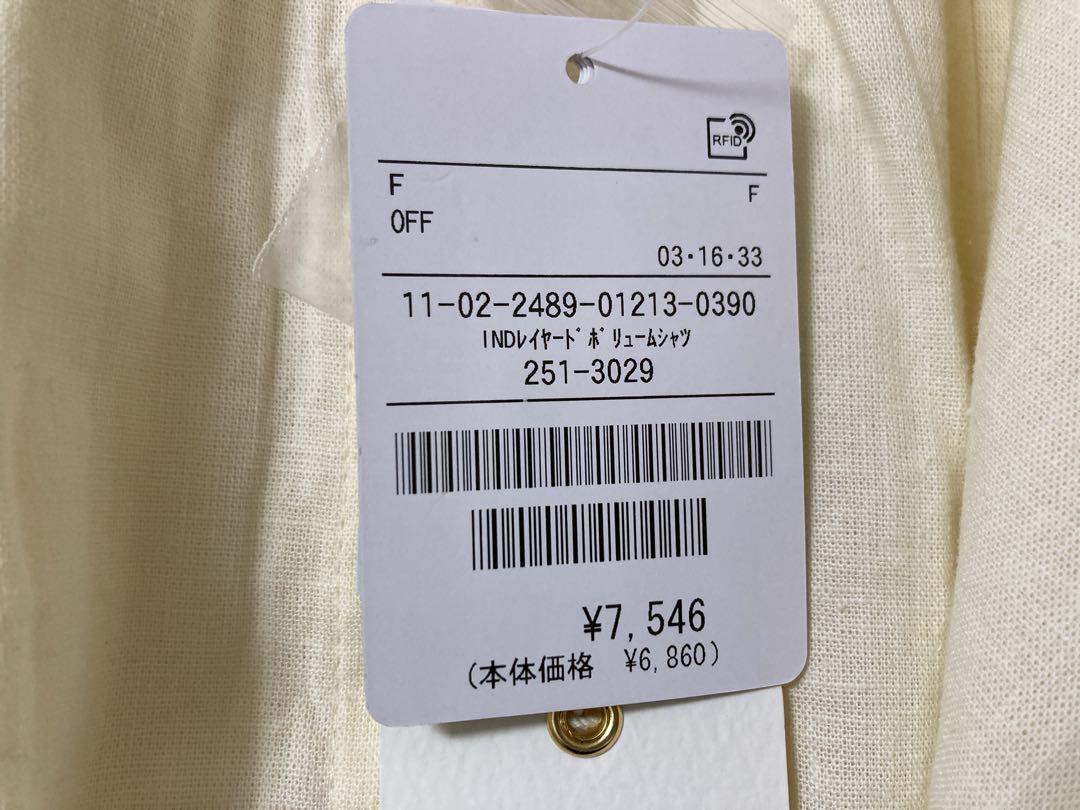 RFID
F F
OFF
03・16・33
11-02-2489-01213-0390
INDﾚｲﾔｰﾄﾞﾎﾞﾘｭｰﾑｼｬﾂ
251-3029
¥7,546
(本体価格 ¥6,860)